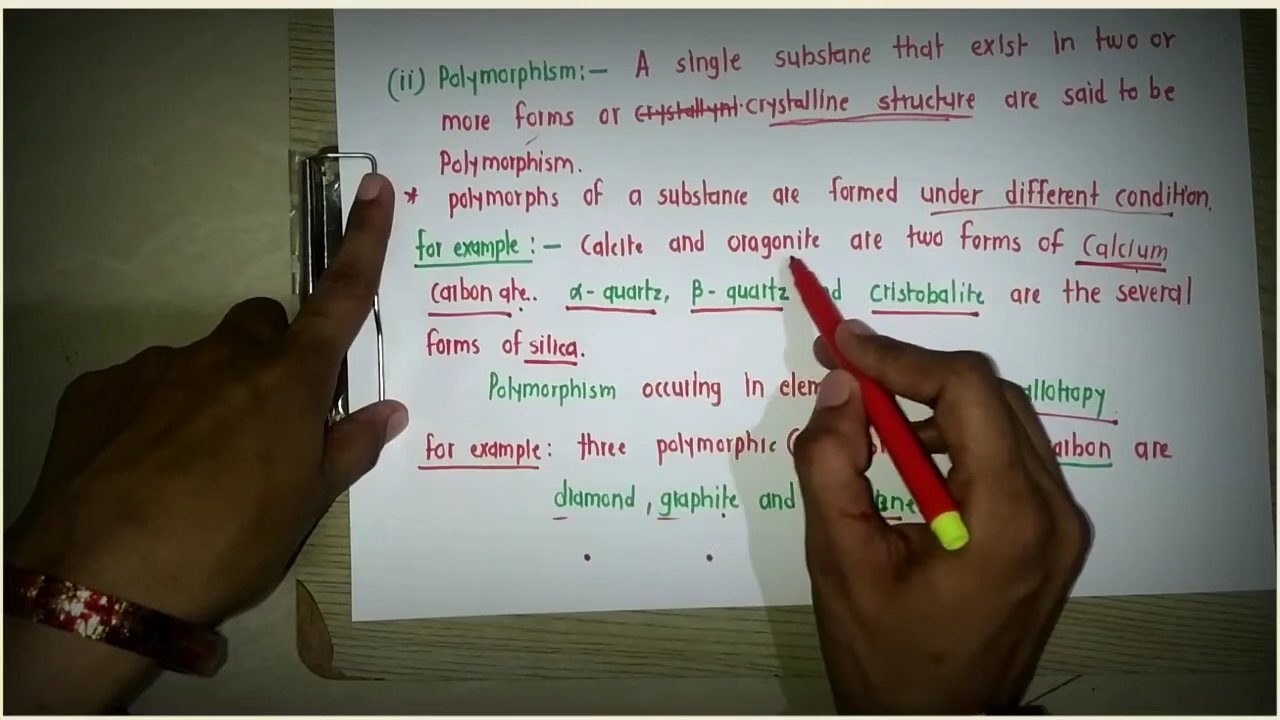 (ii) Polymorphism:- A single substane that exist in two or
more forms or crystallynt. crystalline structure are said to be
Polymorphism.
* polymorphs of a substance are formed under different condition.
for example :- Calcite and oragonite are two forms of Calcium
carbonate. α-quartz, β-quartz and cristobalite are the several
forms of silica.
Polymorphism occuring in elem allotropy.
for example: three polymorphic carbon are
diamond, graphite and